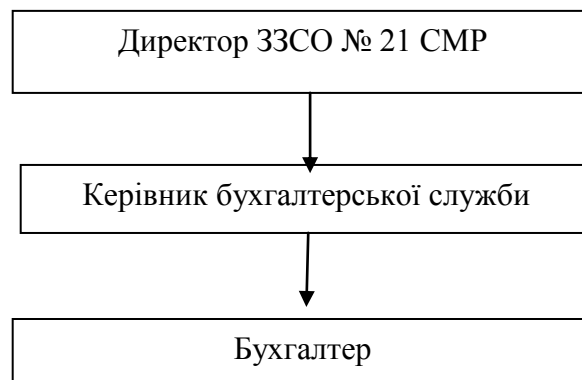 Директор ЗЗСО № 21 СМР
Керівник бухгалтерської служби
Бухгалтер